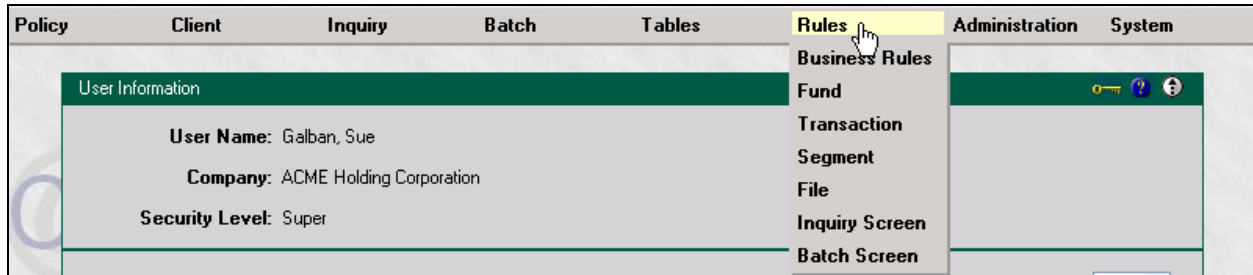 Policy Client Inquiry Batch Tables Rules Administration System
Business Rules
User Information
Fund
Transaction
User Name: Galban, Sue
Segment
Company: ACME Holding Corporation
File
Security Level: Super
Inquiry Screen
Batch Screen